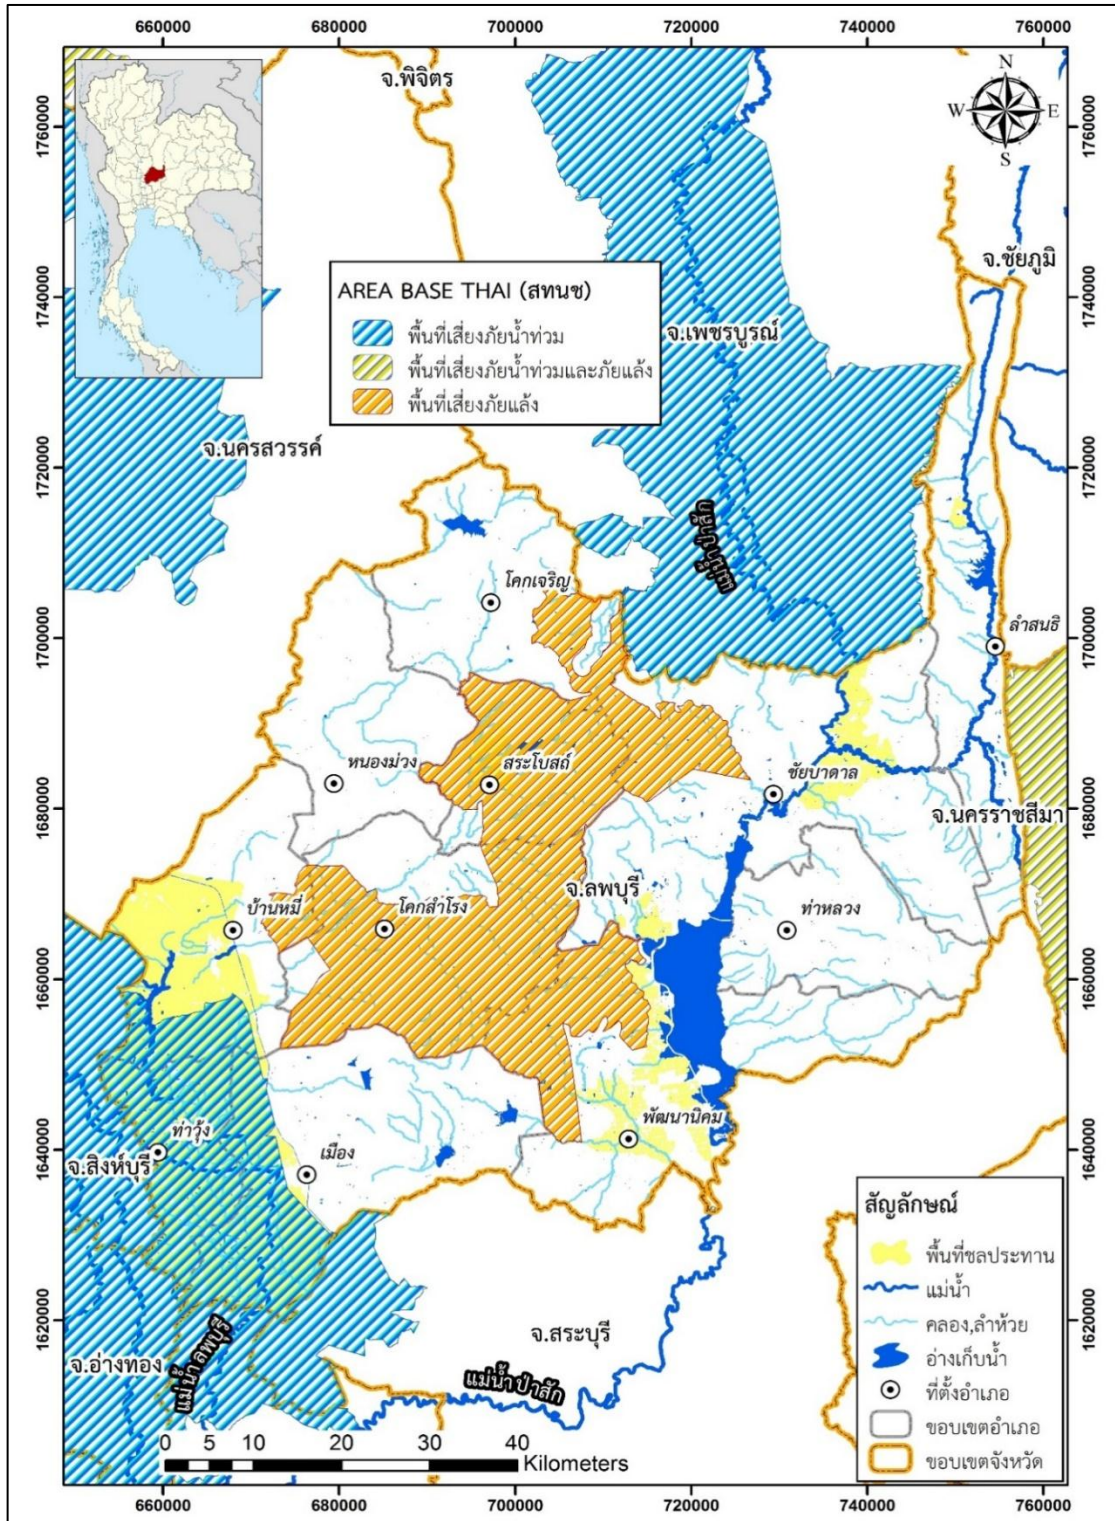 660000 680000 700000 720000 740000 760000
จ.พิจิตร
N
W E
S
1760000 1760000
จ.ชัยภูมิ
AREA BASE THAI (สทนช)
พื้นที่เสี่ยงภัยน้ำท่วม
พื้นที่เสี่ยงภัยน้ำท่วมและภัยแล้ง
พื้นที่เสี่ยงภัยแล้ง
1740000 1740000
จ.เพชรบูรณ์
จ.นครสวรรค์
1720000 1720000
แม่น้ำป่าสัก
โคกเจริญ
ลำสนธิ
1700000 1700000
หนองม่วง
สระโบสถ์
ชัยบาดาล
1680000 1680000
จ.นครราชสีมา
จ.ลพบุรี
บ้านหมี่
โคกสำโรง
ท่าหลวง
1660000 1660000
พัฒนานิคม
ท่าวุ้ง
เมือง
1640000 1640000
จ.สิงห์บุรี
สัญลักษณ์
พื้นที่ชลประทาน
แม่น้ำ
คลอง,ลำห้วย
อ่างเก็บน้ำ
ที่ตั้งอำเภอ
ขอบเขตอำเภอ
ขอบเขตจังหวัด
1620000 1620000
จ.สระบุรี
จ.อ่างทอง
แม่น้ำลพบุรี
แม่น้ำป่าสัก
0 5 10 20 30 40
Kilometers
660000 680000 700000 720000 740000 760000